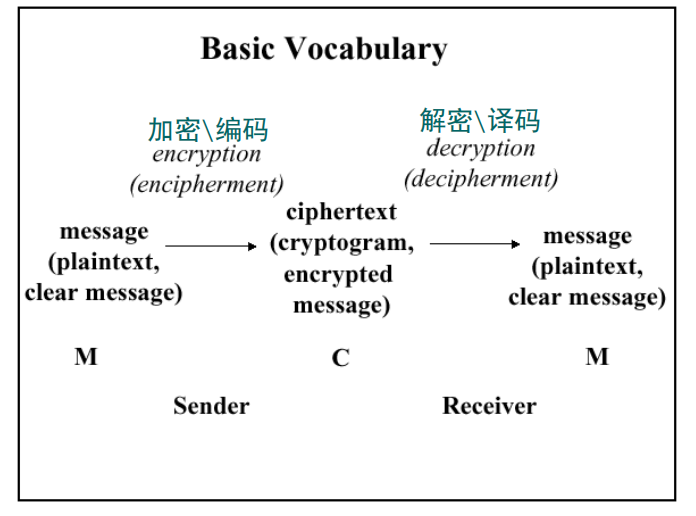 Basic Vocabulary
加密\编码
encryption
(encipherment)
解密\译码
decryption
(decipherment)
message
(plaintext,
clear message)
ciphertext
(cryptogram,
encrypted
message)
message
(plaintext,
clear message)
M
C
M
Sender
Receiver